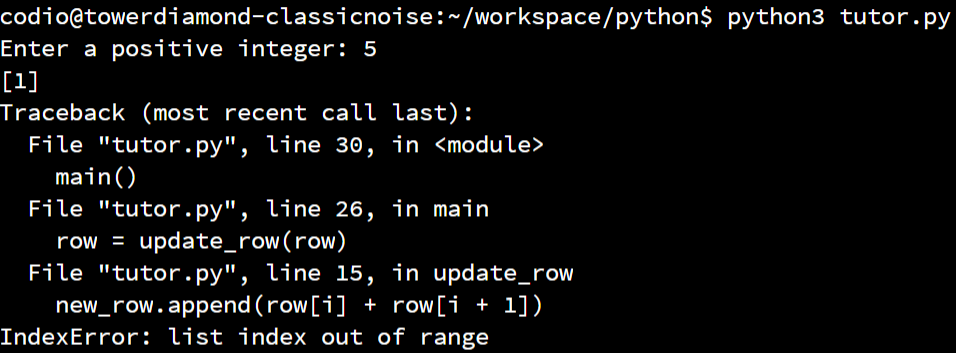 codio@towerdiamond-classicnoise:~/workspace/python$ python3 tutor.py
Enter a positive integer: 5
[1]
Traceback (most recent call last):
  File "tutor.py", line 30, in <module>
    main()
  File "tutor.py", line 26, in main
    row = update_row(row)
  File "tutor.py", line 15, in update_row
    new_row.append(row[i] + row[i + 1])
IndexError: list index out of range